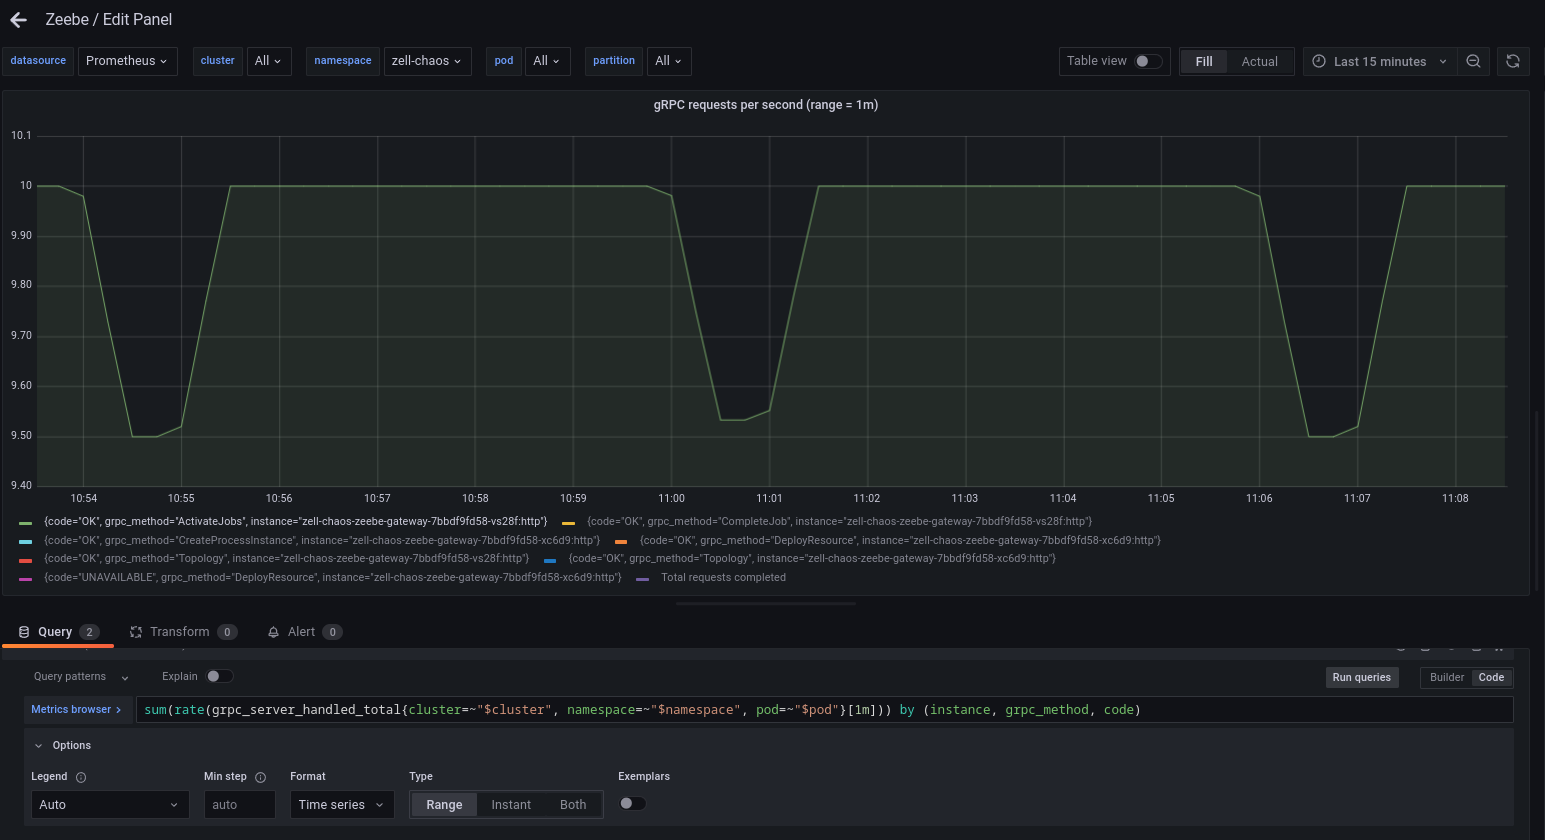 Zeebe / Edit Panel
datasource Prometheus cluster All namespace zell-chaos pod All partition All Table view Fill Actual Last 15 minutes
gRPC requests per second (range = 1m)
10.1
10
9.90
9.80
9.70
9.60
9.50
9.40
10:54 10:55 10:56 10:57 10:58 10:59 11:00 11:01 11:02 11:03 11:04 11:05 11:06 11:07 11:08
{code="OK", grpc_method="ActivateJobs", instance="zell-chaos-zeebe-gateway-7bbdf9fd58-vs28f:http"} {code="OK", grpc_method="CompleteJob", instance="zell-chaos-zeebe-gateway-7bbdf9fd58-vs28f:http"}
{code="OK", grpc_method="CreateProcessInstance", instance="zell-chaos-zeebe-gateway-7bbdf9fd58-xc6d9:http"} {code="OK", grpc_method="DeployResource", instance="zell-chaos-zeebe-gateway-7bbdf9fd58-xc6d9:http"}
{code="OK", grpc_method="Topology", instance="zell-chaos-zeebe-gateway-7bbdf9fd58-vs28f:http"} {code="OK", grpc_method="Topology", instance="zell-chaos-zeebe-gateway-7bbdf9fd58-xc6d9:http"}
{code="UNAVAILABLE", grpc_method="DeployResource", instance="zell-chaos-zeebe-gateway-7bbdf9fd58-xc6d9:http"} Total requests completed
Query 2 Transform 0 Alert 0
Query patterns Explain Run queries Builder Code
Metrics browser > sum(rate(grpc_server_handled_total{cluster=~"$cluster", namespace=~"$namespace", pod=~"$pod"}[1m])) by (instance, grpc_method, code)
Options
Legend Min step Format Type Exemplars
Auto auto Time series Range Instant Both